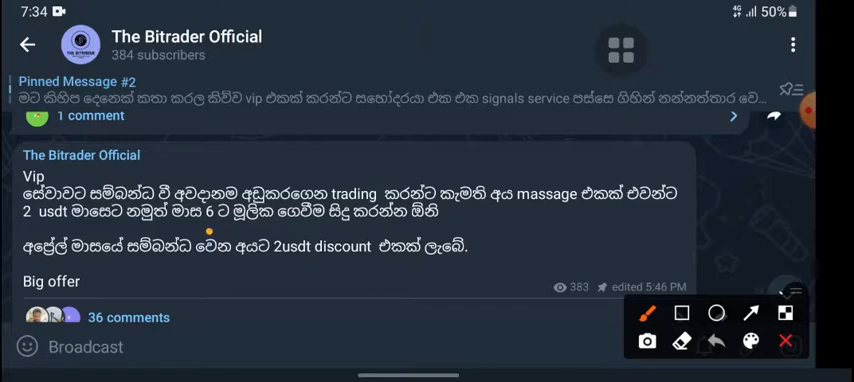 7:34
4G 50%
The Bitrader Official
384 subscribers
Pinned Message #2
මට කිහිප දෙනෙක් කතා කරල කිව්ව vip එකක් කරන්ට සහෝදරයා එක එක signals service පස්සෙ ගිහින් නන්නත්තාර වෙ...
1 comment
The Bitrader Official
Vip
සේවාවට සම්බන්ධ වී අවදානම අඩුකරගෙන trading කරන්ට කැමති අය massage එකක් එවන්ට
2 usdt මාසෙට නමුත් මාස 6 ට මූලික ගෙවීම සිදු කරන්න ඕනි
අප්‍රේල් මාසයේ සම්බන්ධ වෙන අයට 2usdt discount එකක් ලැබේ.
Big offer
383 edited 5:46 PM
36 comments
Broadcast